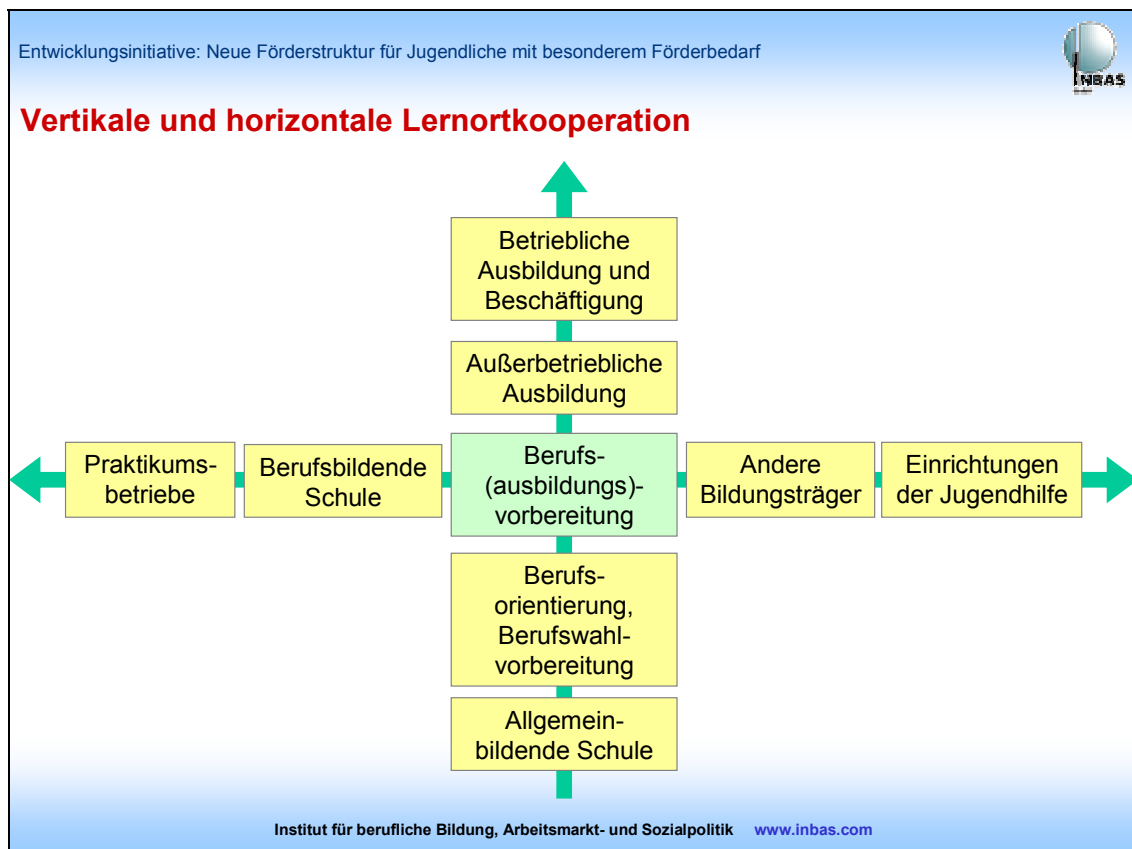 Entwicklungsinitiative: Neue Förderstruktur für Jugendliche mit besonderem Förderbedarf
INBAS
Vertikale und horizontale Lernortkooperation
Betriebliche
Ausbildung und
Beschäftigung
Außerbetriebliche
Ausbildung
Praktikums-
betriebe
Berufsbildende
Schule
Berufs-
(ausbildungs)-
vorbereitung
Andere
Bildungsträger
Einrichtungen
der Jugendhilfe
Berufs-
orientierung,
Berufswahl-
vorbereitung
Allgemein-
bildende Schule
Institut für berufliche Bildung, Arbeitsmarkt- und Sozialpolitik www.inbas.com